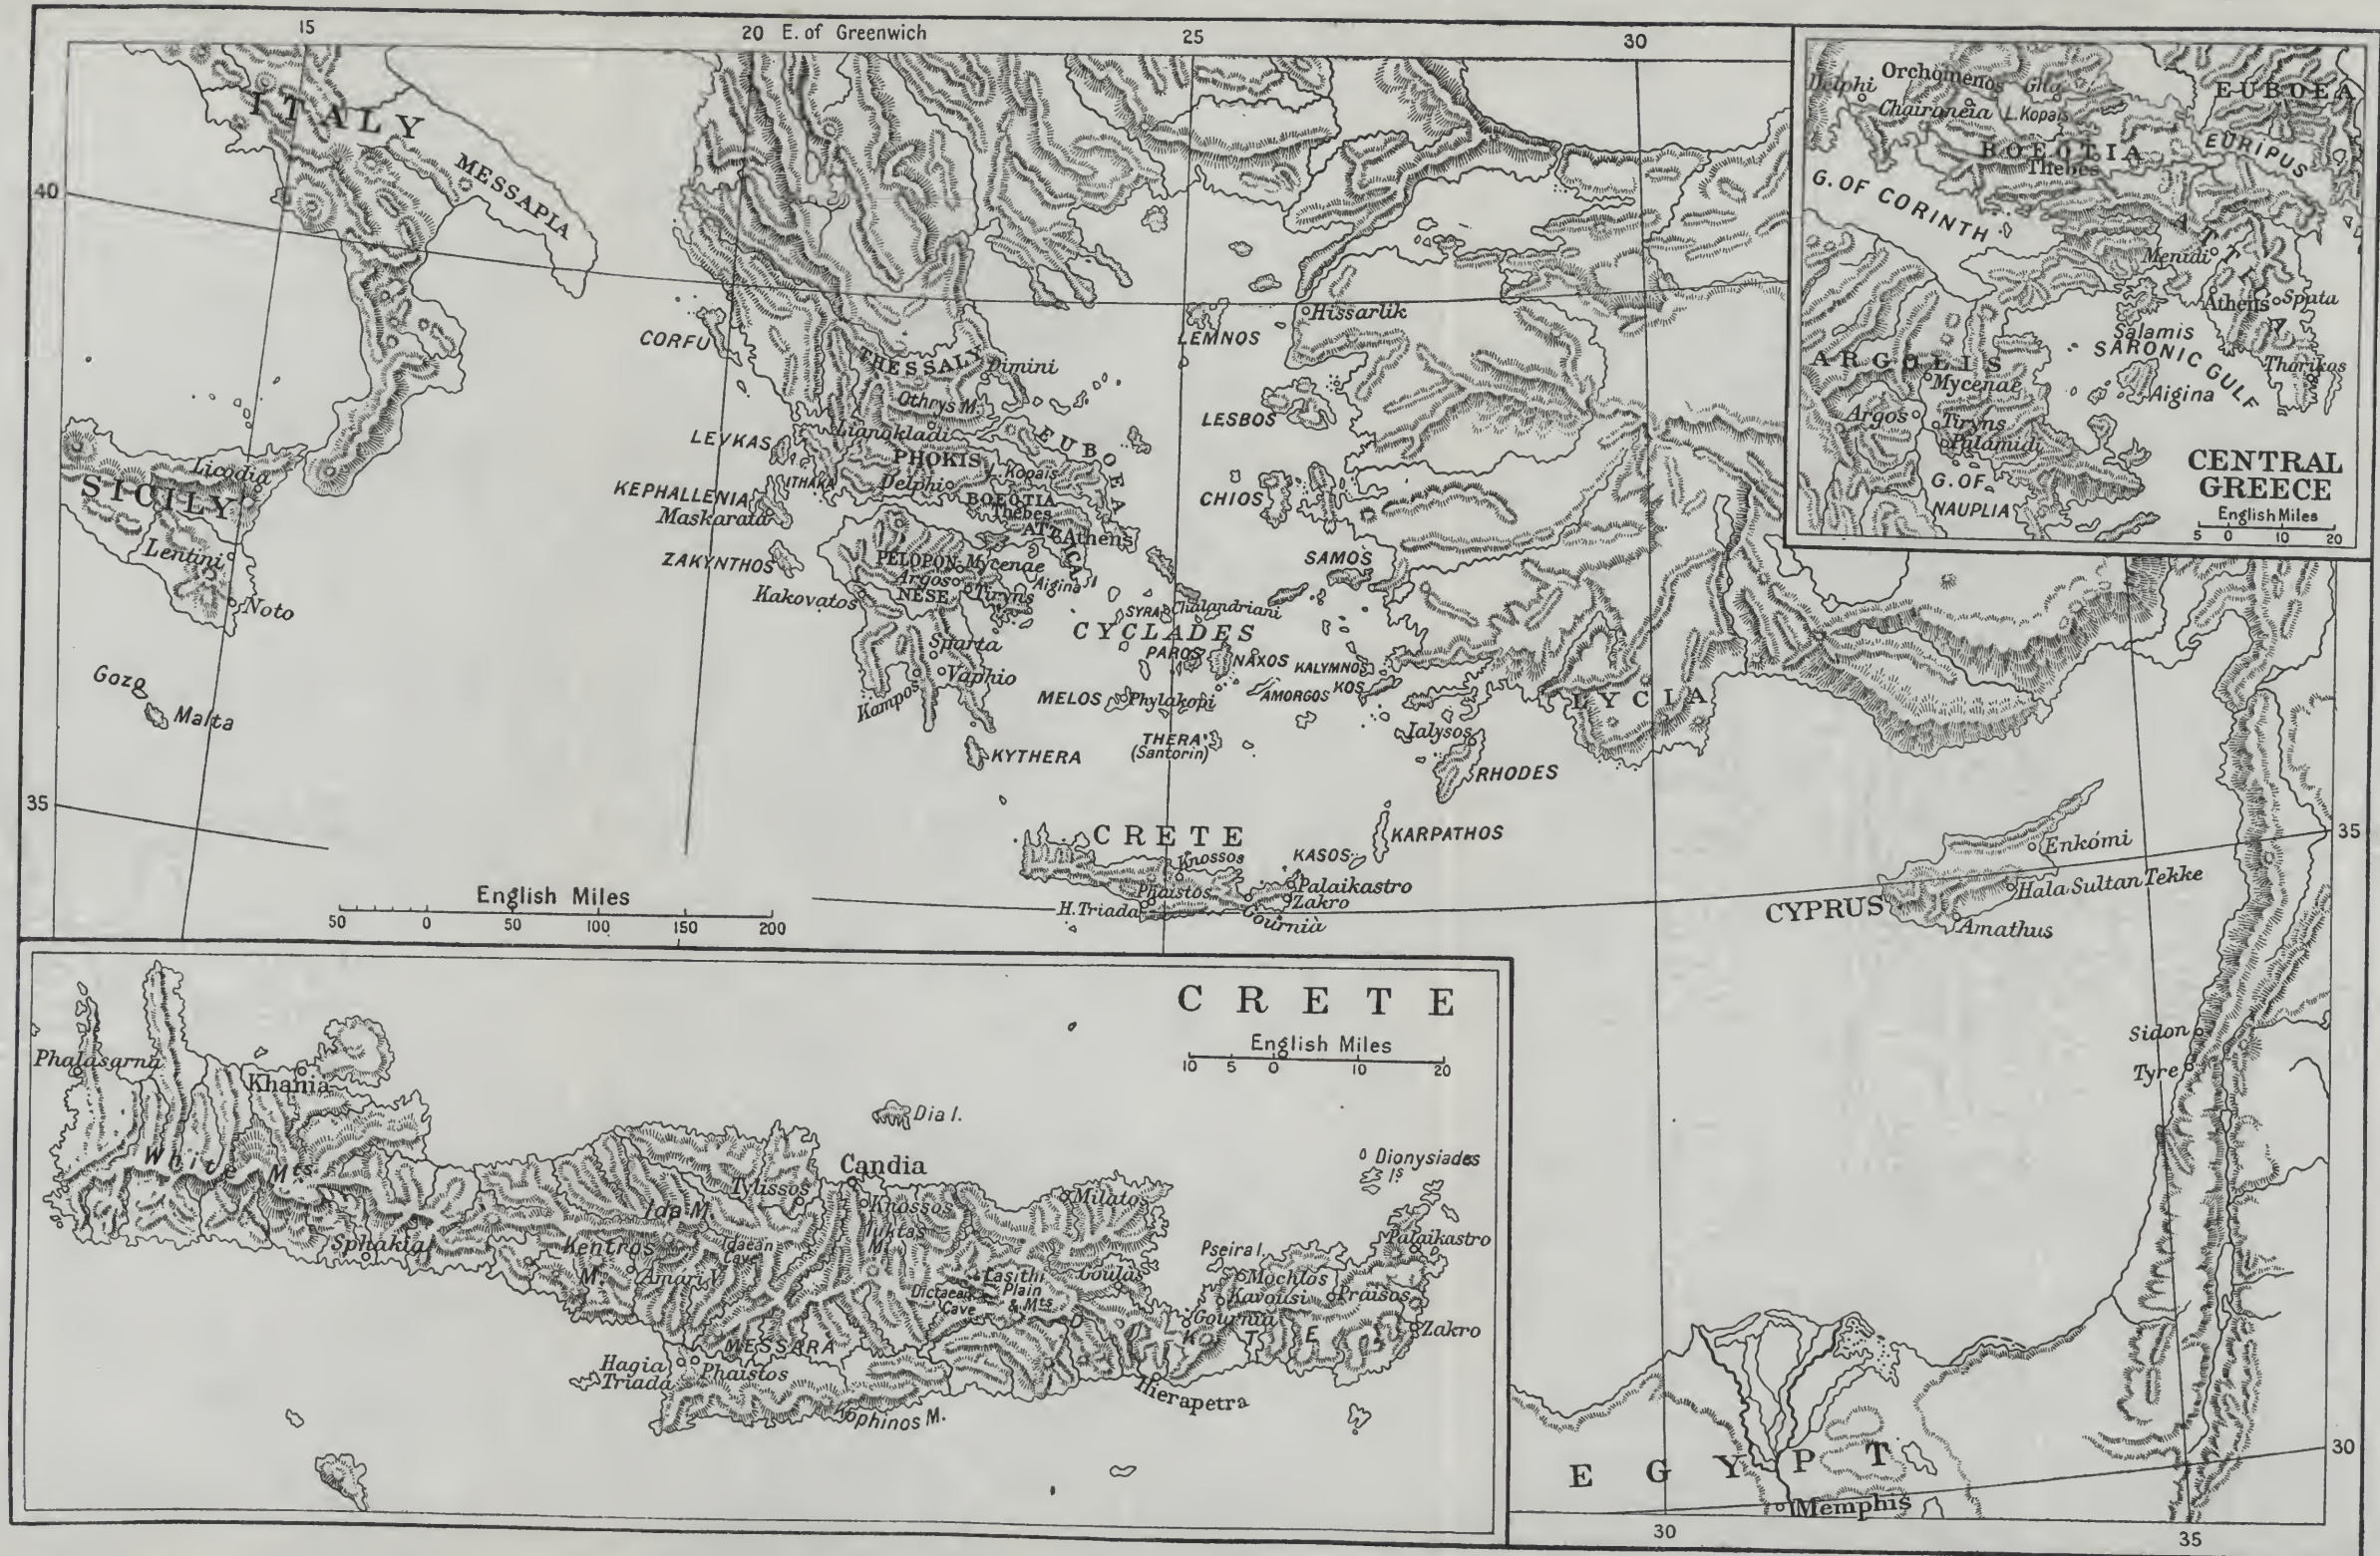 15
20 E. of Greenwich
25
30
40
ITALY
MESSAPIA
CORFU
THESSALY
Dimini
Othrys M.
Lianokladi
LEVKAS
PHOKIS
L. Kopais
EUBOEA
ITHAKA
Delphi
KEPHALLENIA
Maskarata
BOEOTIA
Thebes
ATTICA
Athens
ZAKYNTHOS
PELOPON
NESE
Mycenae
Argos
Tiryns
Aigina
Kakovatos
Sparta
Vaphio
Kampos
KYTHERA
LEMNOS
Hissarlik
LESBOS
CHIOS
SAMOS
SYRA
Chalandriani
CYCLADES
PAROS
NAXOS
KALYMNOS
KOS
AMORGOS
MELOS
Phylakopi
THERA
(Santorin)
Ialysos
RHODES
LYCIA
KARPATHOS
KASOS
CRETE
Knossos
Phaistos
H. Triada
Palaikastro
Zakro
Gournià
Licodia
SICILY
Lentini
Noto
Gozo
Malta
35
English Miles
50 0 50 100 150 200
CYPRUS
Enkómi
Hala Sultan Tekke
Amathus
35
Sidon
Tyre
EGYPT
Memphis
30
30
35
Delphi
Orchomenos
Gha
Chaironeia
L. Kopais
EUBOEA
EURIPUS
BOEOTIA
Thebes
G. OF CORINTH
ATTICA
Menidi
Athens
Spata
Salamis
SARONIC GULF
Thorikos
ARGOLIS
Mycenae
Aigina
Argos
Tiryns
Palamidi
G. OF
NAUPLIA
CENTRAL
GREECE
English Miles
5 0 10 20
CRETE
English Miles
10 5 0 10 20
Phalasarna
Khania
White Mts.
Sphakia
Dia I.
Candia
Tylissos
Knossos
Ida M.
Iuktas
M.
Kentros
M.
Idaean
Cave
Amari V.
Milatos
Dionysiades
Is
Lasithi
Plain
& Mts
Goulas
Dictaean
Cave
Pseira I.
Palaikastro
Mochlos
Kavousi
Praisos
Gournia
Zakro
MESSARA
Hagia
Triada
Phaistos
Kophinos M.
Hierapetra